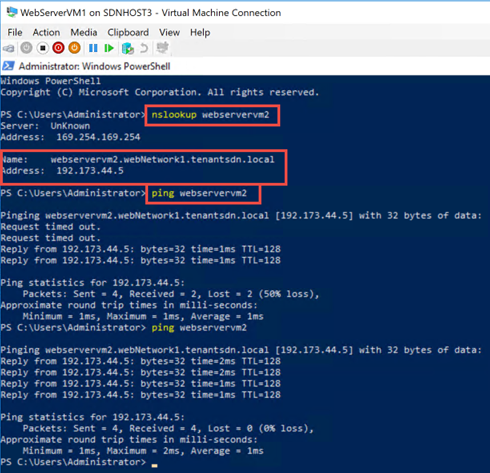 WebServerVM1 on SDNHOST3 - Virtual Machine Connection
File Action Media Clipboard View Help
Administrator: Windows PowerShell
Windows PowerShell
Copyright (C) Microsoft Corporation. All rights reserved.
PS C:\Users\Administrator> nslookup webservervm2
Server: UnKnown
Address: 169.254.169.254
Name: webservervm2.webNetwork1.tenantsdn.local
Address: 192.173.44.5
PS C:\Users\Administrator> ping webservervm2
Pinging webservervm2.webNetwork1.tenantsdn.local [192.173.44.5] with 32 bytes of data:
Request timed out.
Request timed out.
Reply from 192.173.44.5: bytes=32 time=1ms TTL=128
Reply from 192.173.44.5: bytes=32 time=1ms TTL=128
Ping statistics for 192.173.44.5:
Packets: Sent = 4, Received = 2, Lost = 2 (50% loss),
Approximate round trip times in milli-seconds:
Minimum = 1ms, Maximum = 1ms, Average = 1ms
PS C:\Users\Administrator> ping webservervm2
Pinging webservervm2.webNetwork1.tenantsdn.local [192.173.44.5] with 32 bytes of data:
Reply from 192.173.44.5: bytes=32 time=2ms TTL=128
Reply from 192.173.44.5: bytes=32 time=1ms TTL=128
Reply from 192.173.44.5: bytes=32 time=1ms TTL=128
Reply from 192.173.44.5: bytes=32 time=1ms TTL=128
Ping statistics for 192.173.44.5:
Packets: Sent = 4, Received = 4, Lost = 0 (0% loss),
Approximate round trip times in milli-seconds:
Minimum = 1ms, Maximum = 2ms, Average = 1ms
PS C:\Users\Administrator>